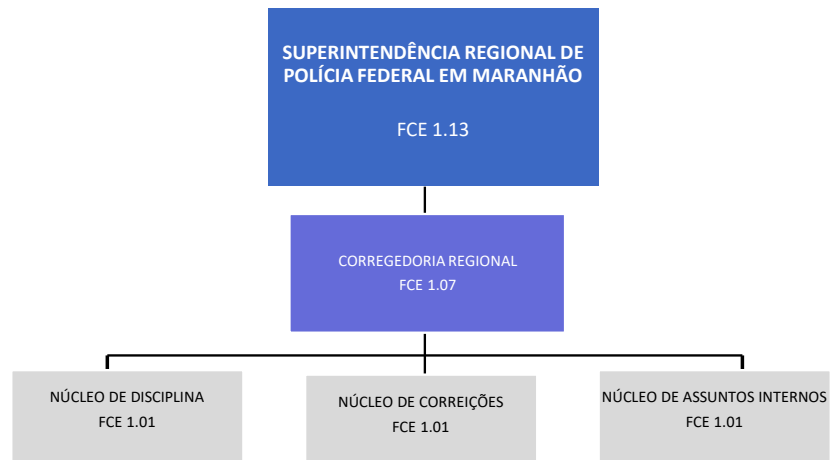 SUPERINTENDÊNCIA REGIONAL DE
POLÍCIA FEDERAL EM MARANHÃO
FCE 1.13
CORREGEDORIA REGIONAL
FCE 1.07
NÚCLEO DE DISCIPLINA
FCE 1.01
NÚCLEO DE CORREIÇÕES
FCE 1.01
NÚCLEO DE ASSUNTOS INTERNOS
FCE 1.01